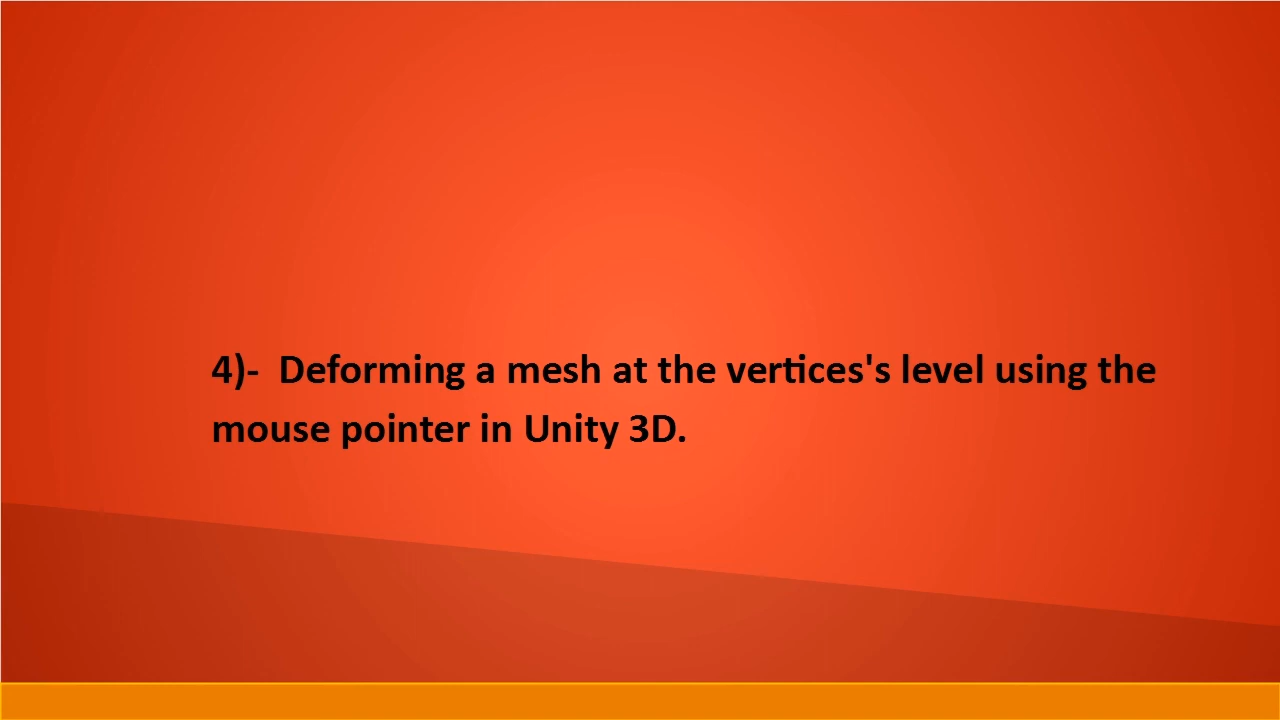 4)-  Deforming a mesh at the vertices's level using the
mouse pointer in Unity 3D.